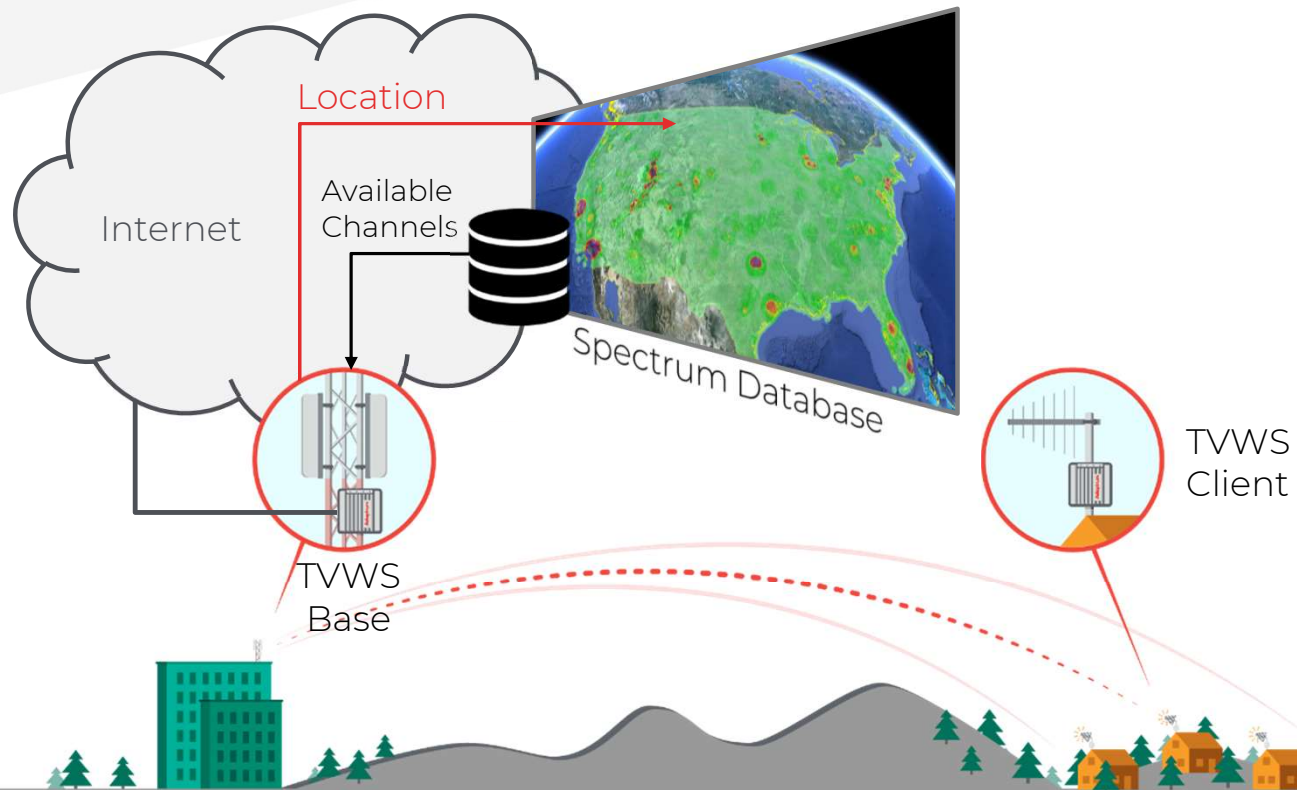 Location
Available
Channels
Internet
Spectrum Database
TVWS
Client
TVWS
Base